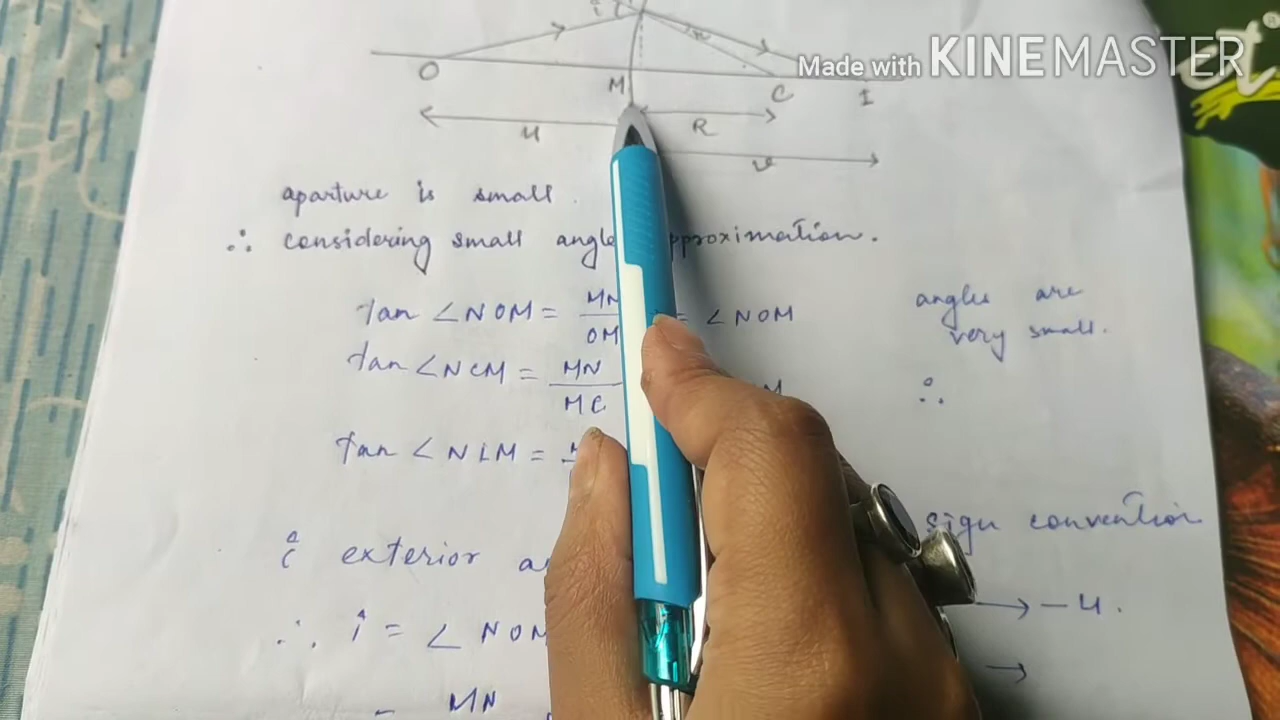 i r
Made with KINEMASTER
O M C I
u R
v
aparture is small
∴ considering small angle approximation.
tan ∠NOM = MN / OM = ∠NOM
angles are
very small.
tan ∠NCM = MN / MC
∴
tan ∠NIM =
sign convention
i exterior
→ -u.
∴ i = ∠NOM
→
= MN